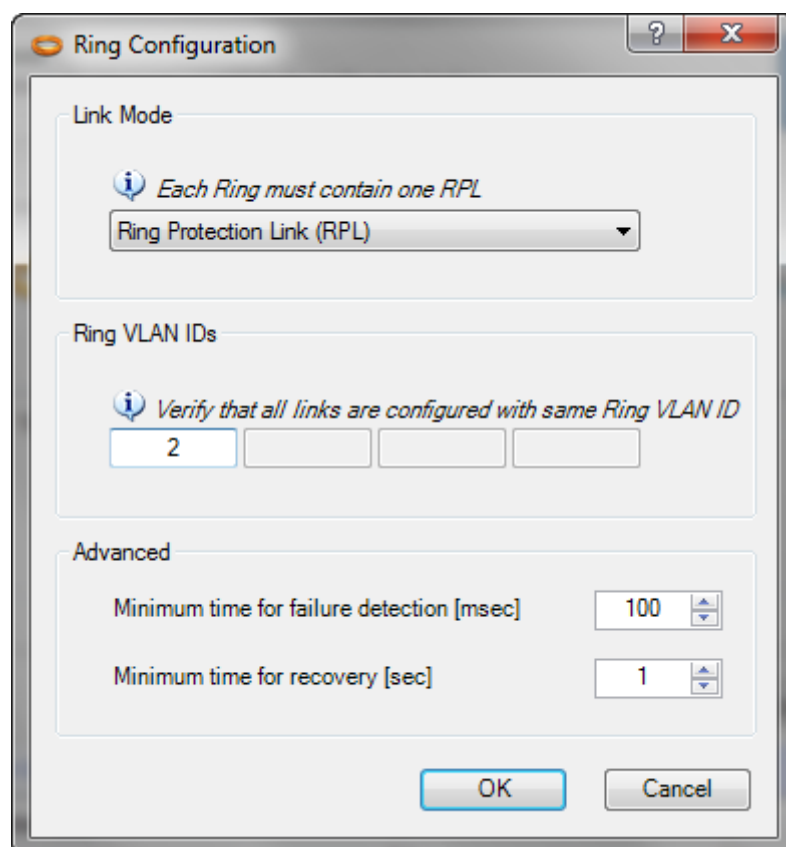 Ring Configuration
Link Mode
Each Ring must contain one RPL
Ring Protection Link (RPL)
Ring VLAN IDs
Verify that all links are configured with same Ring VLAN ID
2
Advanced
Minimum time for failure detection [msec] 100
Minimum time for recovery [sec] 1
OK Cancel